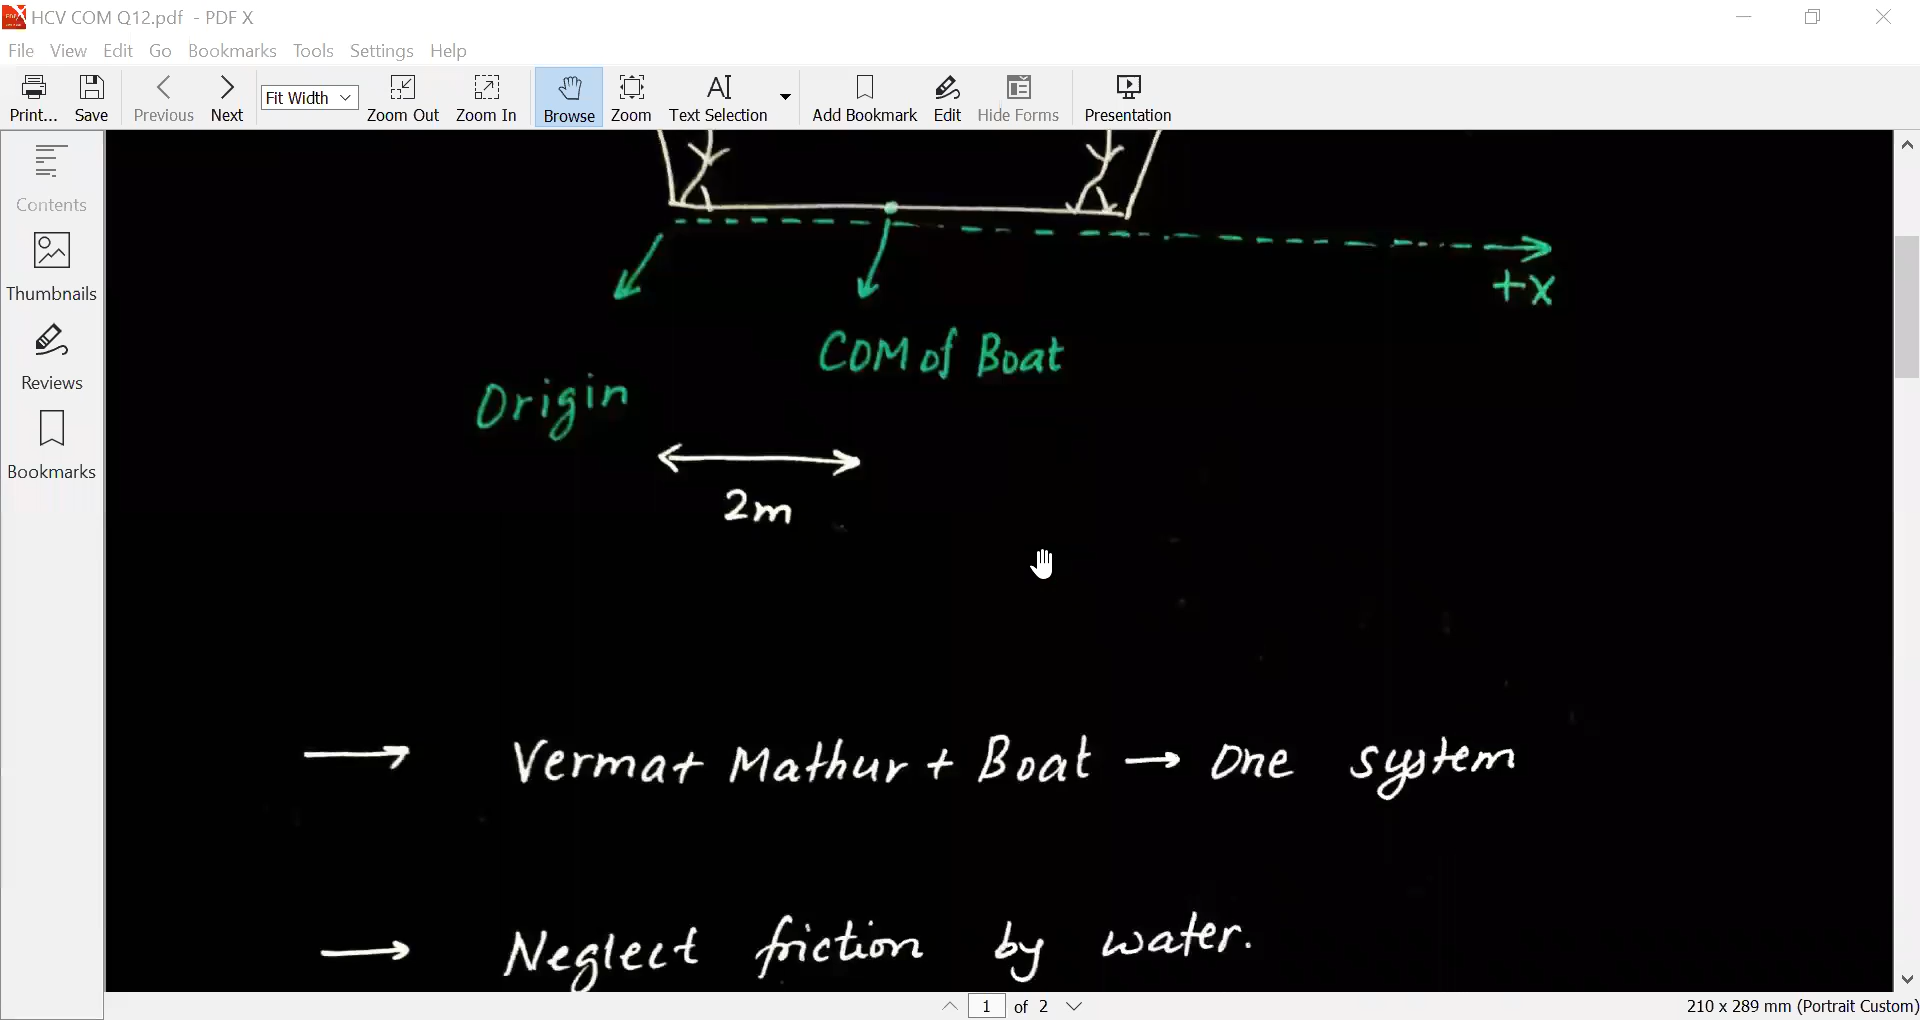 HCV COM Q12.pdf - PDF X
File View Edit Go Bookmarks Tools Settings Help
Print... Save Previous Next Fit Width Zoom Out Zoom In Browse Zoom Text Selection Add Bookmark Edit Hide Forms Presentation
Contents
Thumbnails
Reviews
Bookmarks
+X
COM of Boat
Origin
2m
Verma + Mathur + Boat → One system
Neglect friction by water.
1 of 2
210 x 289 mm (Portrait Custom)